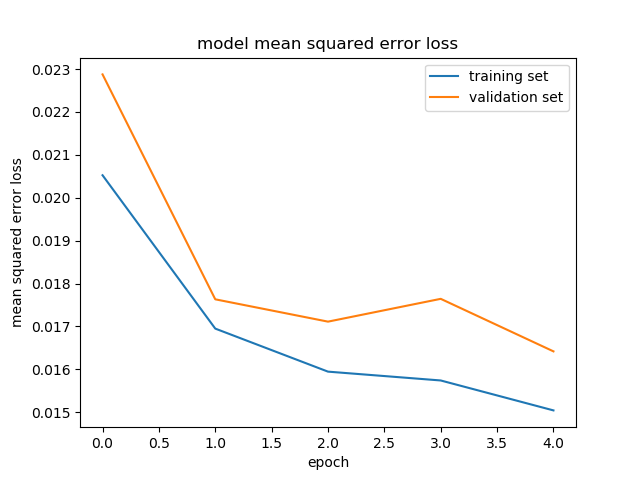 model mean squared error loss
training set
validation set
0.023
0.022
0.021
0.020
0.019
0.018
0.017
0.016
0.015
mean squared error loss
0.0 0.5 1.0 1.5 2.0 2.5 3.0 3.5 4.0
epoch